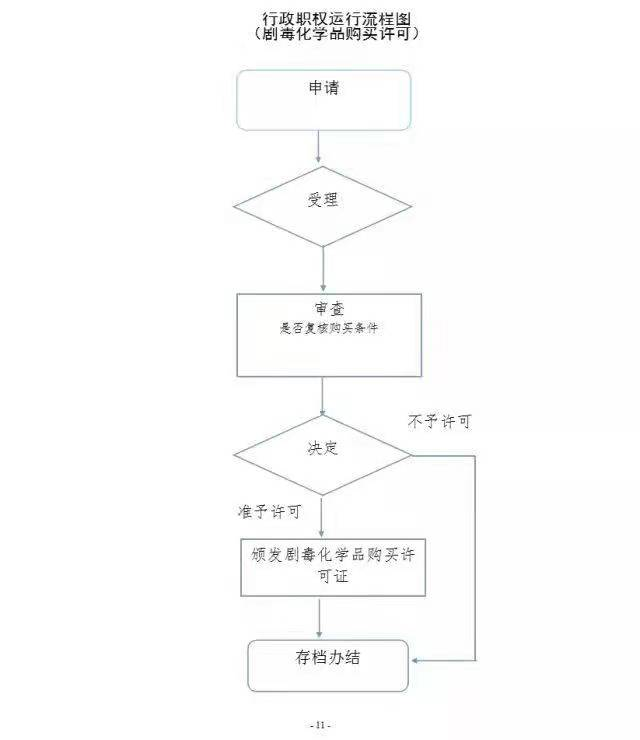 行政职权运行流程图
（剧毒化学品购买许可）
申请
受理
审查
是否复核购买条件
决定
不予许可
准予许可
颁发剧毒化学品购买许
可证
存档办结
- 11 -